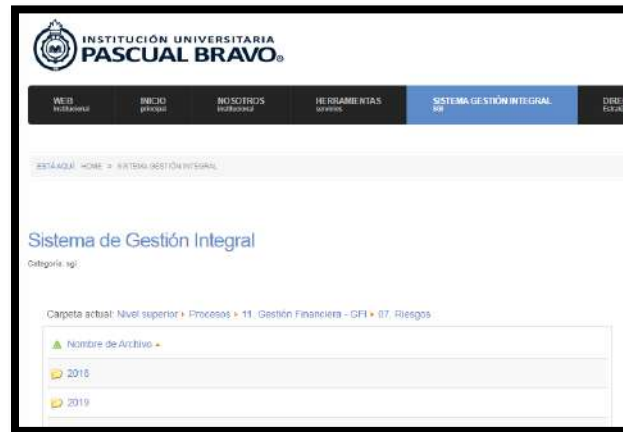 INSTITUCIÓN UNIVERSITARIA
PASCUAL BRAVO®
WEB INICIO NOSOTROS HERRAMIENTAS SISTEMA GESTIÓN INTEGRAL
institucional principal institucional servicios SGI
ESTÁ AQUÍ: HOME > SISTEMA GESTIÓN INTEGRAL
Sistema de Gestión Integral
Categoría: sgi
Carpeta actual: Nivel superior Procesos 11. Gestión Financiera - GFI 07. Riesgos
Nombre de Archivo
2018
2019